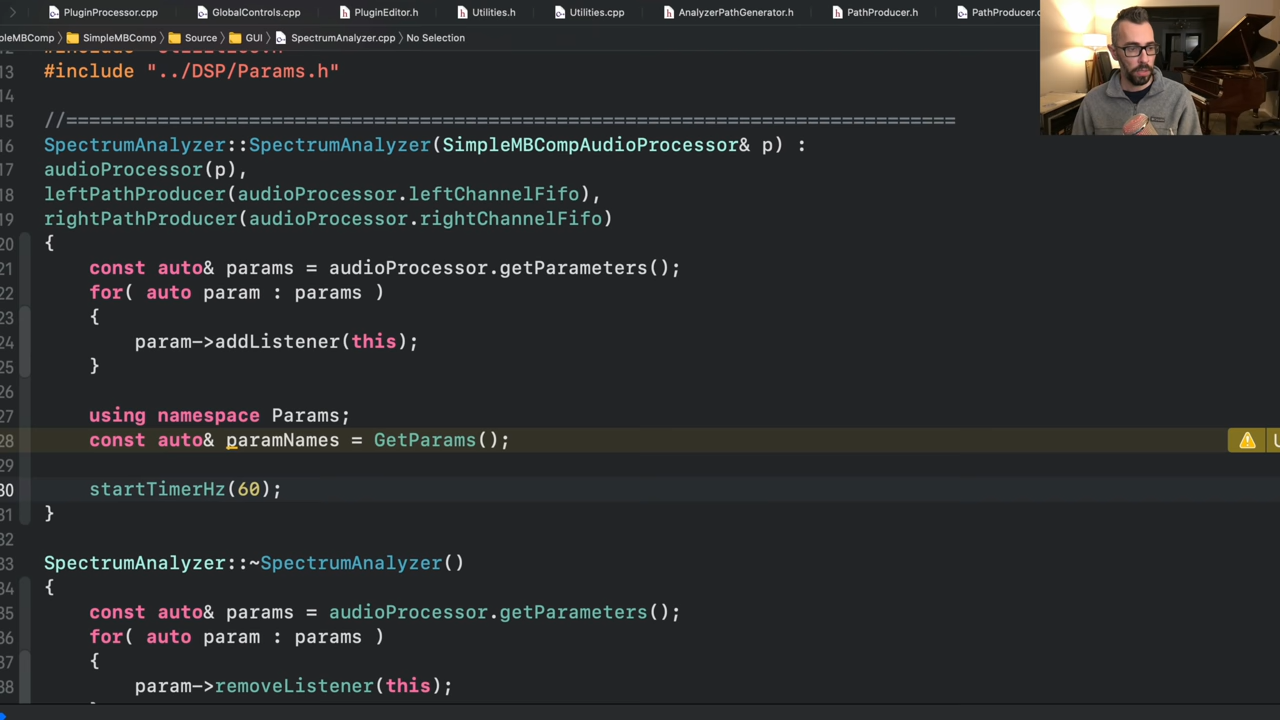 PluginProcessor.cpp GlobalControls.cpp PluginEditor.h Utilities.h Utilities.cpp AnalyzerPathGenerator.h PathProducer.h PathProducer.c
pleMBComp SimpleMBComp Source GUI SpectrumAnalyzer.cpp No Selection
13 #include "../DSP/Params.h"
14
15 //==============================================================================
16 SpectrumAnalyzer::SpectrumAnalyzer(SimpleMBCompAudioProcessor& p) :
17 audioProcessor(p),
18 leftPathProducer(audioProcessor.leftChannelFifo),
19 rightPathProducer(audioProcessor.rightChannelFifo)
20 {
21 const auto& params = audioProcessor.getParameters();
22 for( auto param : params )
23 {
24 param->addListener(this);
25 }
26
27 using namespace Params;
28 const auto& paramNames = GetParams();
29
30 startTimerHz(60);
31 }
32
33 SpectrumAnalyzer::~SpectrumAnalyzer()
34 {
35 const auto& params = audioProcessor.getParameters();
36 for( auto param : params )
37 {
38 param->removeListener(this);